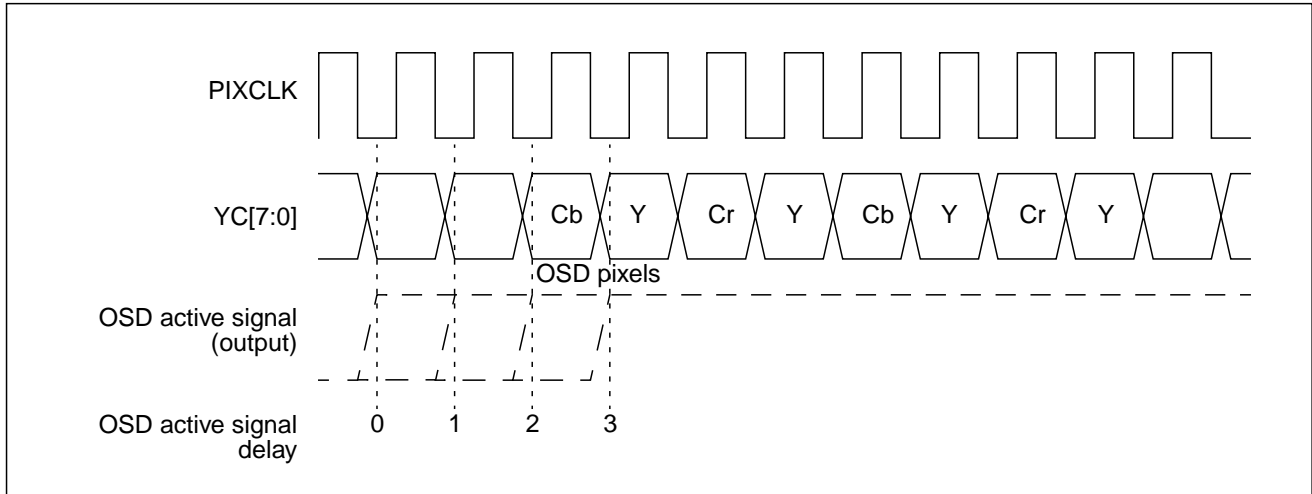 PIXCLK
YC[7:0]
Cb Y Cr Y Cb Y Cr Y
OSD pixels
OSD active signal
(output)
OSD active signal
delay
0 1 2 3